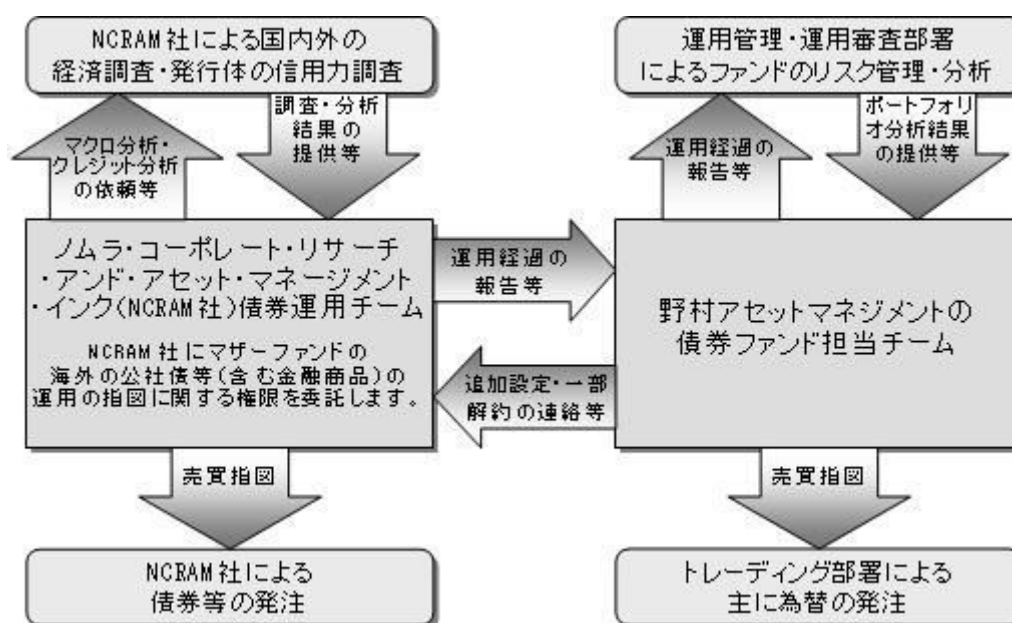 NCRAM社による国内外の
経済調査・発行体の信用力調査
運用管理・運用審査部署
によるファンドのリスク管理・分析
マクロ分析・
クレジット分析
の依頼等
調査・分析
結果の
提供等
運用経過の
報告等
ポートフォリ
オ分析結果
の提供等
ノムラ・コーポレート・リサーチ
・アンド・アセット・マネージメント
・インク(NCRAM社)債券運用チーム
NCRAM社にマザーファンドの
海外の公社債等(含む金融商品)の
運用の指図に関する権限を委託します。
運用経過の
報告等
追加設定・一部
解約の連絡等
野村アセットマネジメントの
債券ファンド担当チーム
売買指図
売買指図
NCRAM社による
債券等の発注
トレーディング部署による
主に為替の発注